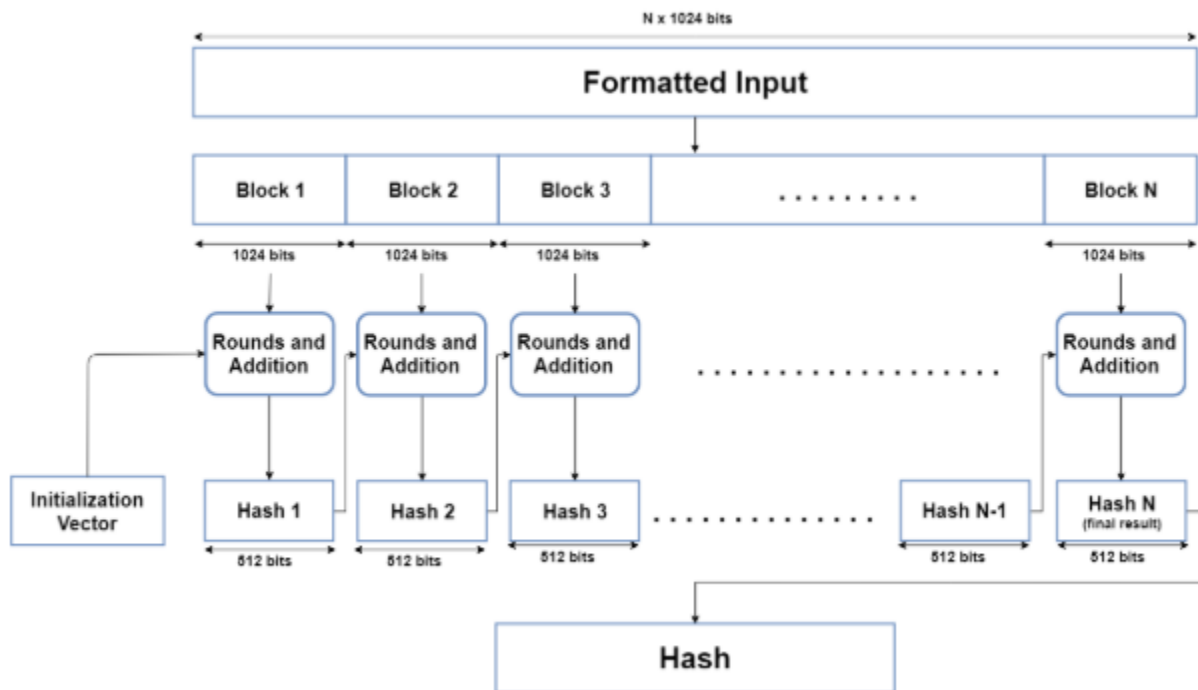 N x 1024 bits
Formatted Input
Block 1
Block 2
Block 3
. . . . . . . . .
Block N
1024 bits
1024 bits
1024 bits
1024 bits
Rounds and
Addition
Rounds and
Addition
Rounds and
Addition
Rounds and
Addition
Initialization
Vector
Hash 1
Hash 2
Hash 3
Hash N-1
Hash N
(final result)
512 bits
512 bits
512 bits
512 bits
512 bits
Hash